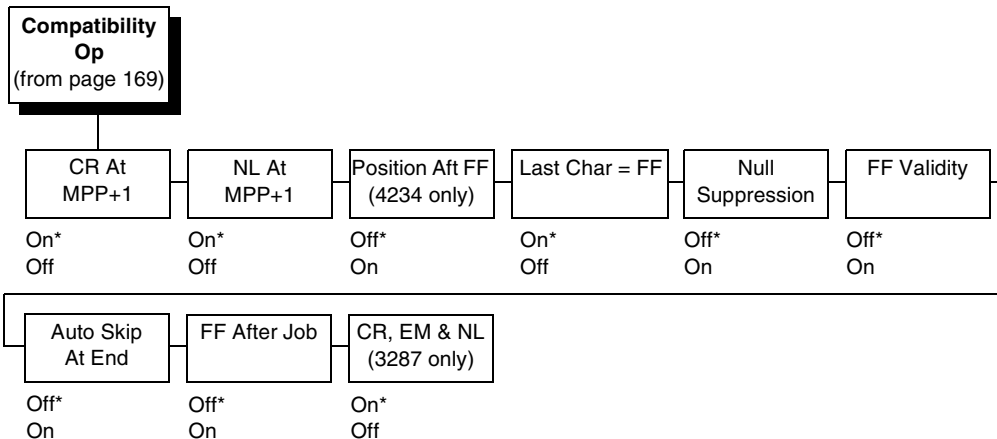 Compatibility
Op
(from page 169)
CR At
MPP+1
On*
Off
NL At
MPP+1
On*
Off
Position Aft FF
(4234 only)
Off*
On
Last Char = FF
On*
Off
Null
Suppression
Off*
On
FF Validity
Off*
On
Auto Skip
At End
Off*
On
FF After Job
Off*
On
CR, EM & NL
(3287 only)
On*
Off